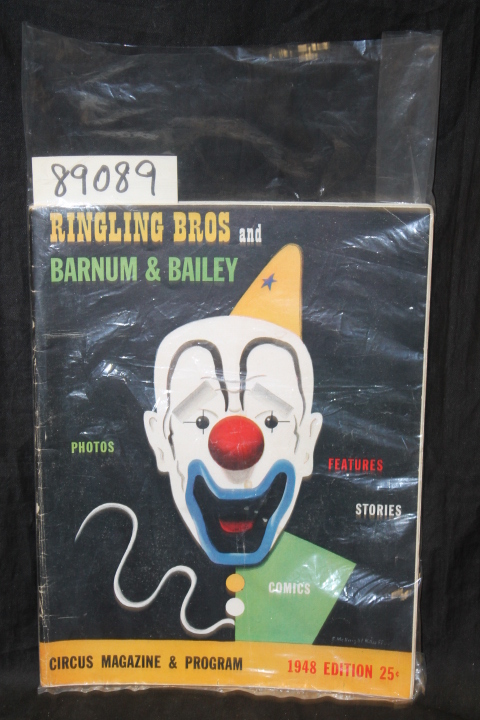 89089
RINGLING BROS and
BARNUM & BAILEY
PHOTOS
FEATURES
STORIES
COMICS
CIRCUS MAGAZINE & PROGRAM 1948 EDITION 25¢